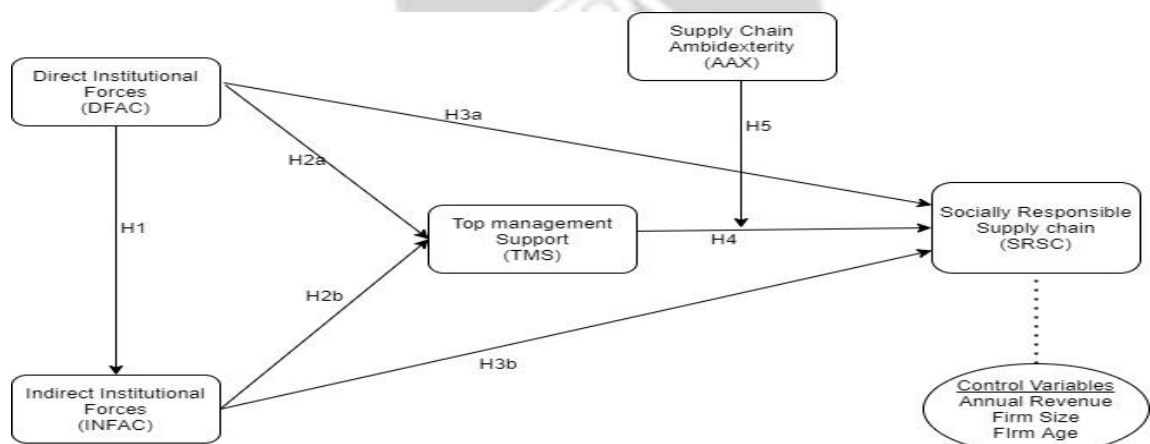 Supply Chain
Ambidexterity
(AAX)
Direct Institutional
Forces
(DFAC)
H3a
H5
H2a
H1
Top management
Support
(TMS)
H4
Socially Responsible
Supply chain
(SRSC)
H2b
H3b
Indirect Institutional
Forces
(INFAC)
Control Variables
Annual Revenue
Firm Size
FIrm Age